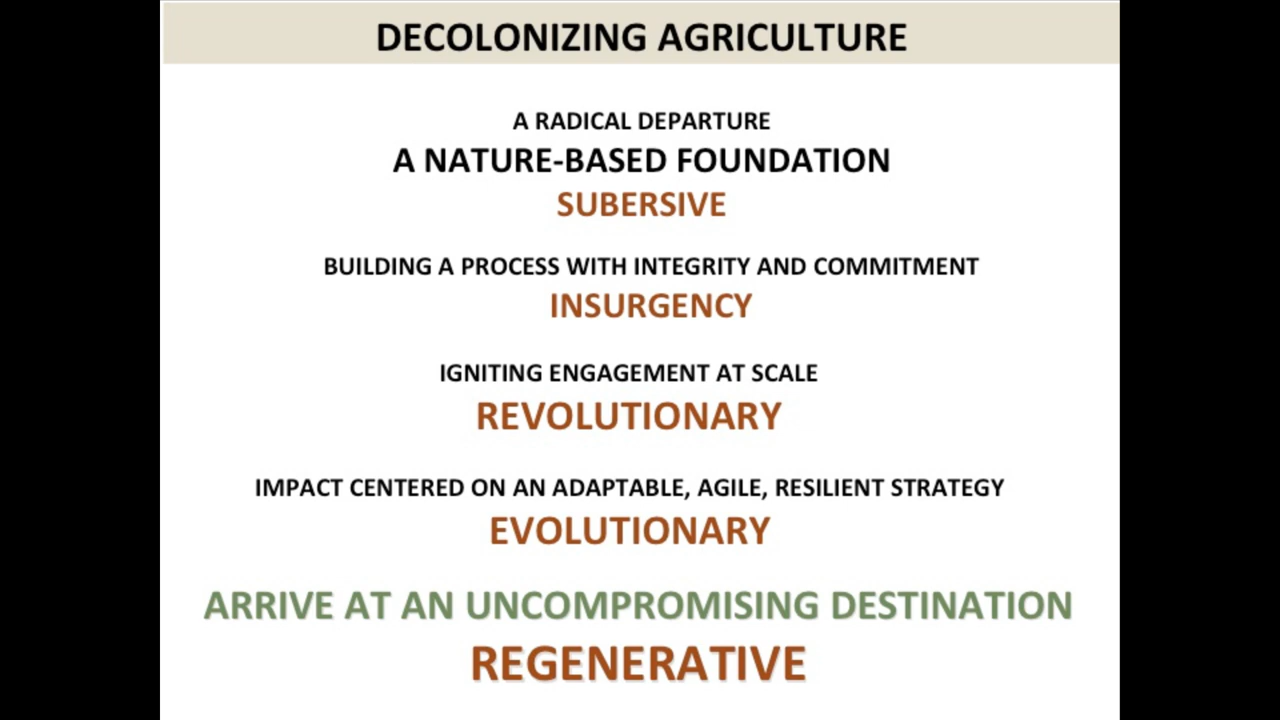 DECOLONIZING AGRICULTURE
A RADICAL DEPARTURE
A NATURE-BASED FOUNDATION
SUBERSIVE
BUILDING A PROCESS WITH INTEGRITY AND COMMITMENT
INSURGENCY
IGNITING ENGAGEMENT AT SCALE
REVOLUTIONARY
IMPACT CENTERED ON AN ADAPTABLE, AGILE, RESILIENT STRATEGY
EVOLUTIONARY
ARRIVE AT AN UNCOMPROMISING DESTINATION
REGENERATIVE